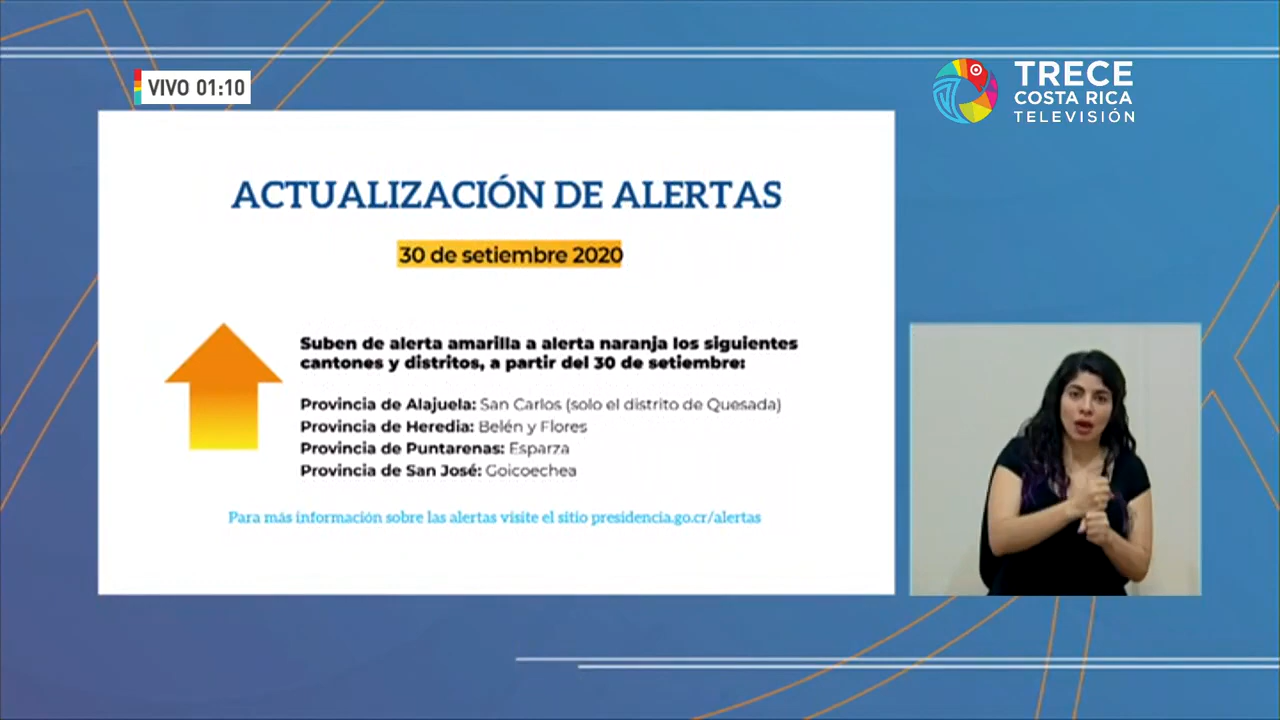 VIVO 01:10
TRECE
COSTA RICA
TELEVISIÓN
ACTUALIZACIÓN DE ALERTAS
30 de setiembre 2020
Suben de alerta amarilla a alerta naranja los siguientes
cantones y distritos, a partir del 30 de setiembre:
Provincia de Alajuela: San Carlos (solo el distrito de Quesada)
Provincia de Heredia: Belén y Flores
Provincia de Puntarenas: Esparza
Provincia de San José: Goicoechea
Para más información sobre las alertas visite el sitio presidencia.go.cr/alertas